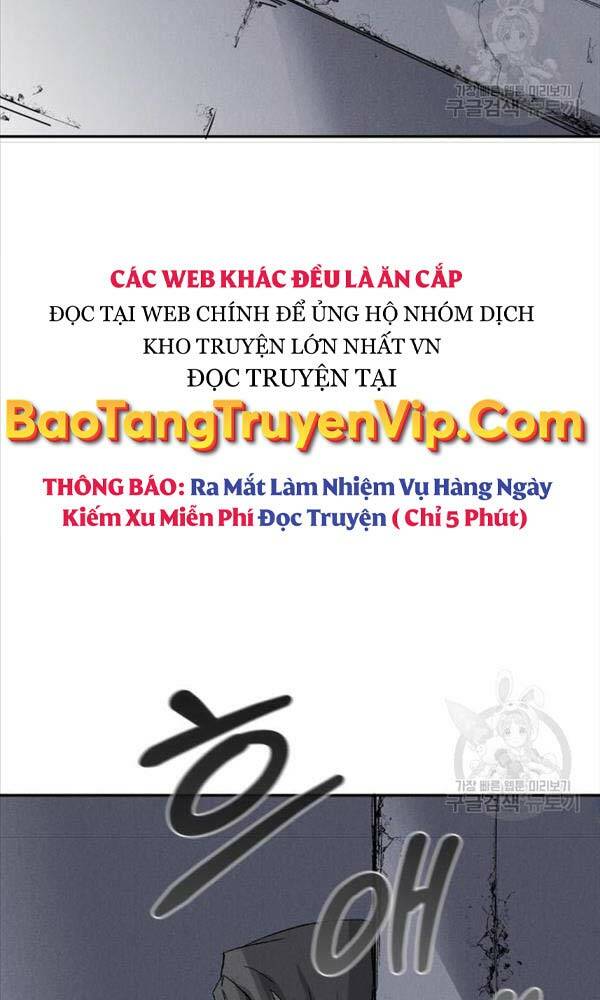 가장 빠른 웹툰 미리보기
구글검색 뉴토끼
CÁC WEB KHÁC ĐỀU LÀ ĂN CẮP
ĐỌC TẠI WEB CHÍNH ĐỂ ỦNG HỘ NHÓM DỊCH
KHO TRUYỆN LỚN NHẤT VN
ĐỌC TRUYỆN TẠI
BaoTangTruyenVip.Com
THÔNG BÁO: Ra Mắt Làm Nhiệm Vụ Hàng Ngày
Kiếm Xu Miễn Phí Đọc Truyện ( Chỉ 5 Phút)
가장 빠른 웹툰 미리보기
구글검색 뉴토끼
흐
애